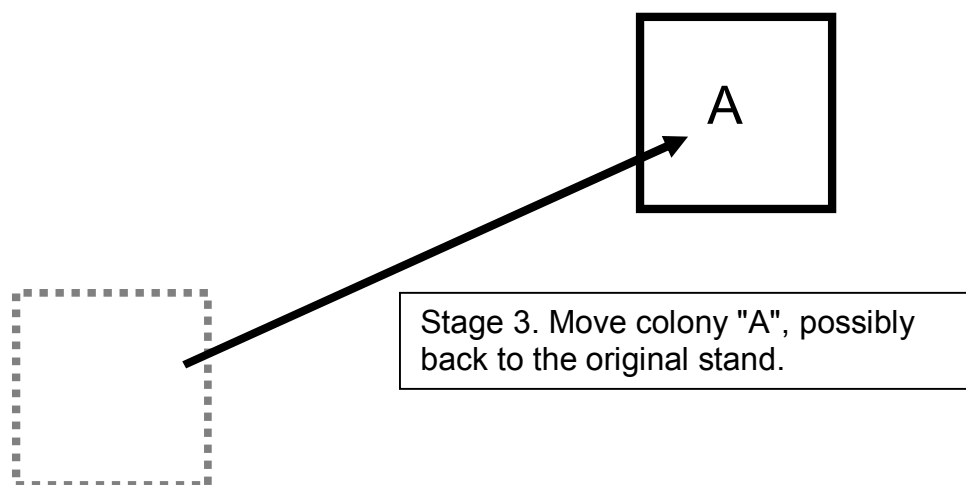 A
Stage 3. Move colony "A", possibly
back to the original stand.